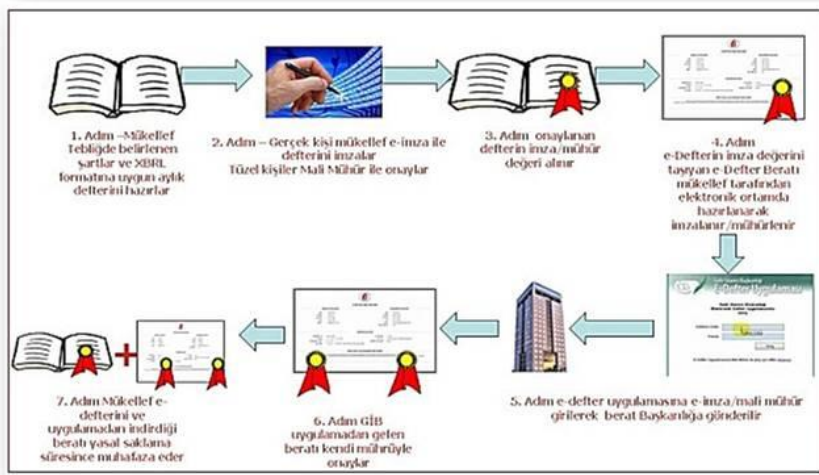 1. Adım –Mükellef
Tebliğde belirlenen
şartlar ve XBRL
formatına uygun aylık
defterini hazırlar
2. Adım – Gerçek kişi mükellef e-imza ile
defterini imzalar
Tüzel kişiler Mali Mühür ile onaylar
3. Adım onaylanan
defterin imza/mühür
değeri alınır
4. Adım
e-Defterin imza değerini
taşıyan e-Defter Beratı
mükellef tarafından
elektronik ortamda
hazırlanarak
imzalanır/mühürlenir
e-Defter Uygulaması
5. Adım e-defter uygulamasına e-imza/mali mühür
girilerek berat Başkanlığa gönderilir
6. Adım GİB
uygulamadan gelen
beratı kendi mührüyle
onaylar
7. Adım Mükellef e-
defterini ve
uygulamadan indirdiği
beratı yasal saklama
süresince muhafaza eder